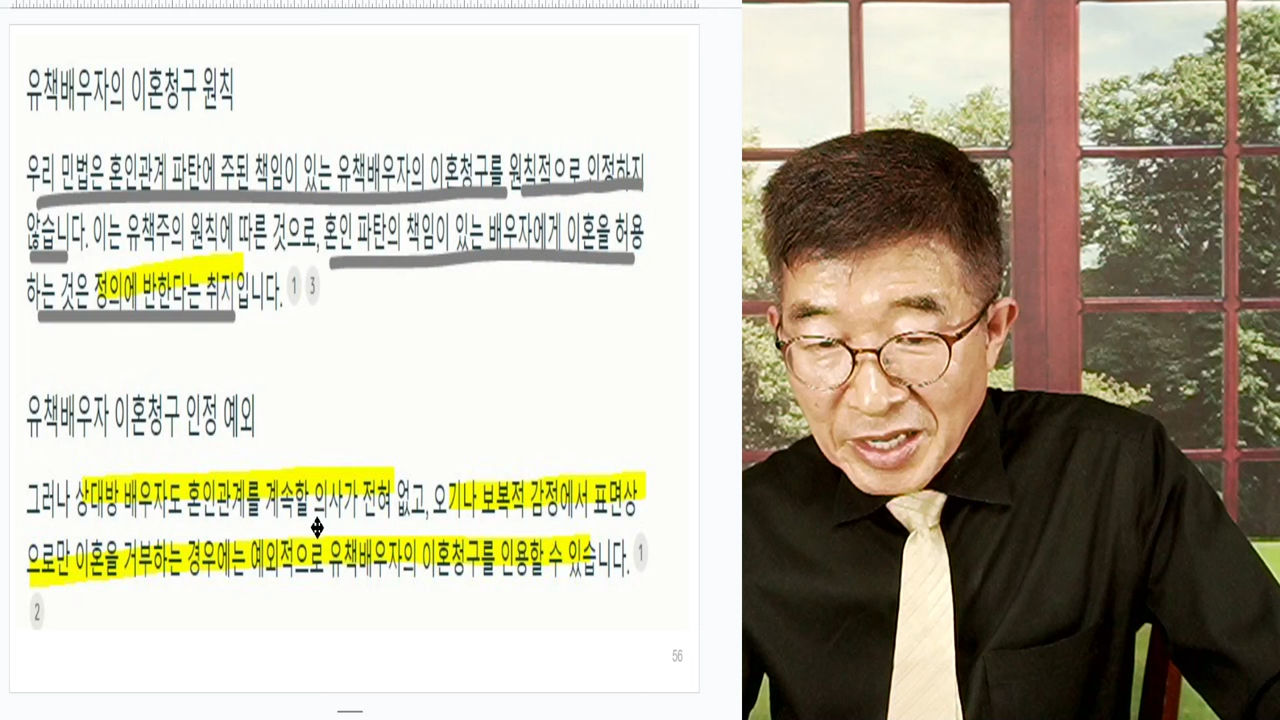 유책배우자의 이혼청구 원칙
우리 민법은 혼인관계 파탄에 주된 책임이 있는 유책배우자의 이혼청구를 원칙적으로 인정하지
않습니다. 이는 유책주의 원칙에 따른 것으로, 혼인 파탄의 책임이 있는 배우자에게 이혼을 허용
하는 것은 정의에 반한다는 취지입니다. 1 3
유책배우자 이혼청구 인정 예외
그러나 상대방 배우자도 혼인관계를 계속할 의사가 전혀 없고, 오기나 보복적 감정에서 표면상
으로만 이혼을 거부하는 경우에는 예외적으로 유책배우자의 이혼청구를 인용할 수 있습니다. 1
2
56